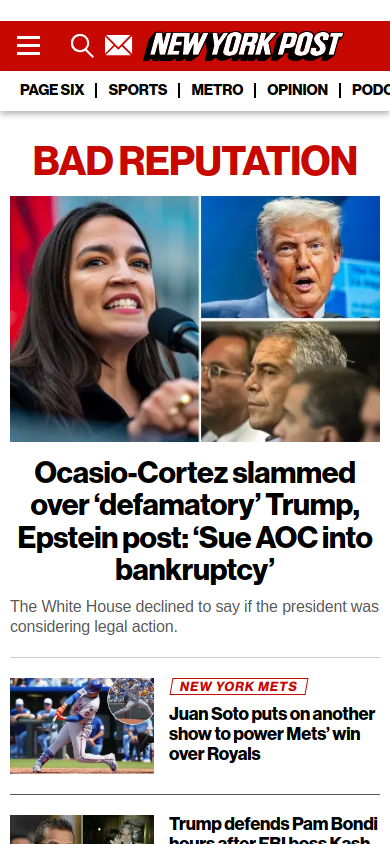 NEW YORK POST
PAGE SIX | SPORTS | METRO | OPINION | PODC
BAD REPUTATION
Ocasio-Cortez slammed
over ‘defamatory’ Trump,
Epstein post: ‘Sue AOC into
bankruptcy’
The White House declined to say if the president was
considering legal action.
NEW YORK METS
Juan Soto puts on another
show to power Mets’ win
over Royals
Trump defends Pam Bondi
hours after FBI boss Kash